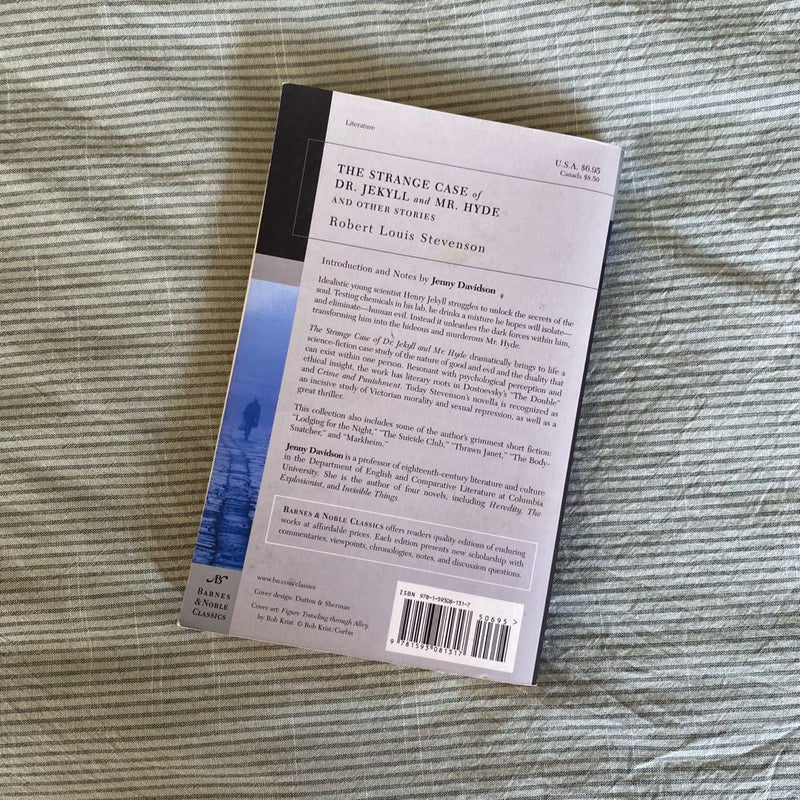 Literature
U.S.A. $6.95
Canada $8.50
THE STRANGE CASE of
DR. JEKYLL and MR. HYDE
AND OTHER STORIES
Robert Louis Stevenson
Introduction and Notes by Jenny Davidson
Idealistic young scientist Henry Jekyll struggles to unlock the secrets of the
soul. Testing chemicals in his lab, he drinks a mixture he hopes will isolate—
and eliminate—human evil. Instead it unleashes the dark forces within him,
transforming him into the hideous and murderous Mr. Hyde.
The Strange Case of Dr. Jekyll and Mr. Hyde dramatically brings to life a
science-fiction case study of the nature of good and evil and the duality that
can exist within one person. Resonant with psychological perception and
ethical insight, the work has literary roots in Dostoevsky's "The Double"
and Crime and Punishment. Today Stevenson's novella is recognized as
an incisive study of Victorian morality and sexual repression, as well as a
great thriller.
This collection also includes some of the author's grimmest short fiction:
"Lodging for the Night," "The Suicide Club," "Thrawn Janet," "The Body-
Snatcher," and "Markheim."
Jenny Davidson is a professor of eighteenth-century literature and culture
in the Department of English and Comparative Literature at Columbia
University. She is the author of four novels, including Heredity, The
Explosionist, and Invisible Things.
BARNES & NOBLE CLASSICS offers readers quality editions of enduring
works at affordable prices. Each edition presents new scholarship with
commentaries, viewpoints, chronologies, notes, and discussion questions.
www.bn.com/classics
Cover design: Dutton & Sherman
Cover art: Figure Traveling through Alley,
by Bob Krist © Bob Krist/Corbis
BN
BARNES
& NOBLE
CLASSICS
ISBN 978-1-59308-131-7
50695>
9 781593 081317